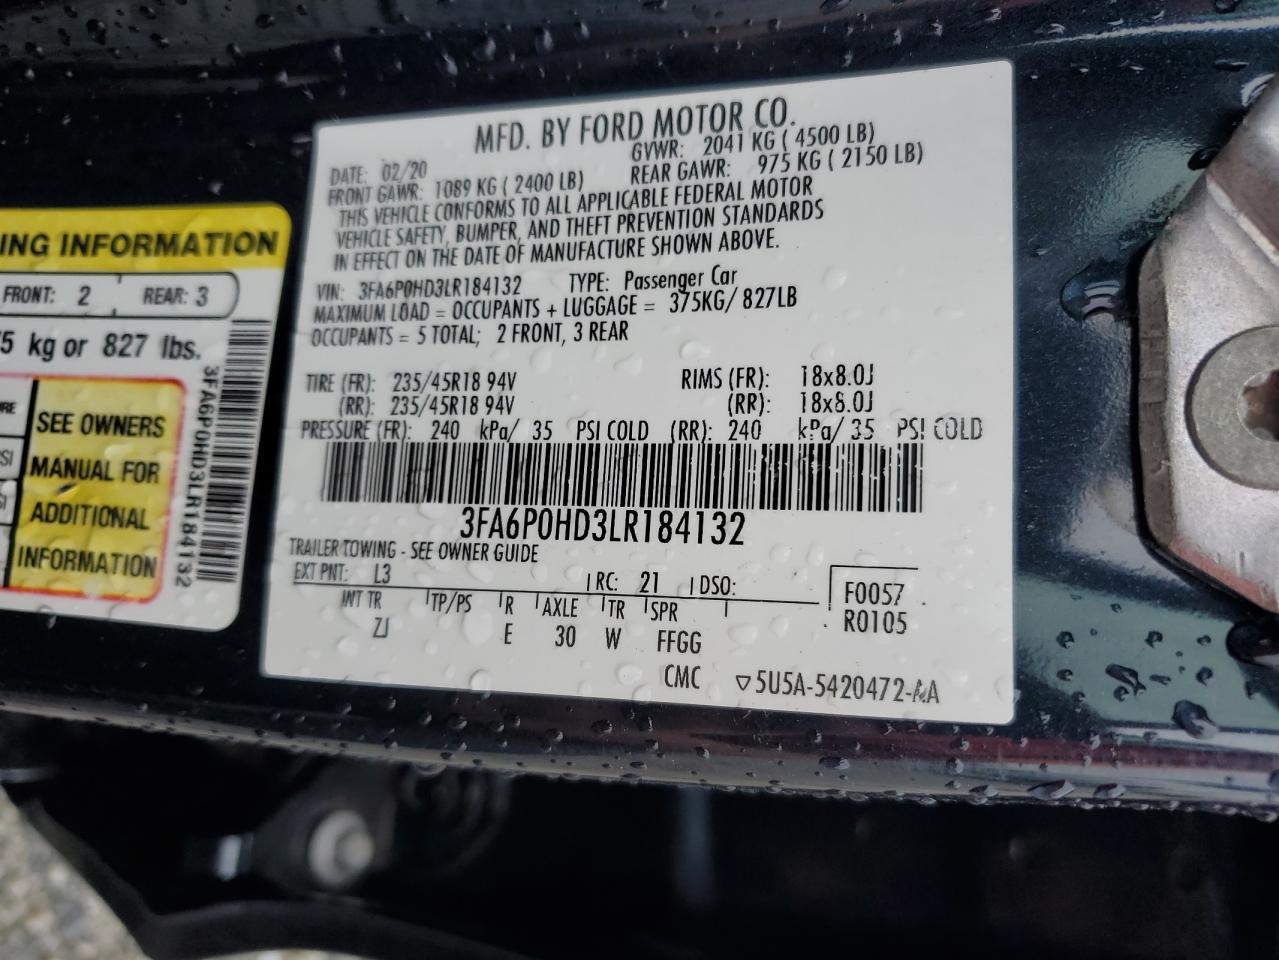 ING INFORMATION
FRONT: 2 REAR: 3
5 kg or 827 lbs.
SEE OWNERS
MANUAL FOR
ADDITIONAL
INFORMATION
3FA6P0HD3LR184132
MFD. BY FORD MOTOR CO.
DATE: 02/20 GVWR: 2041 KG ( 4500 LB)
FRONT GAWR: 1089 KG ( 2400 LB) REAR GAWR: 975 KG ( 2150 LB)
THIS VEHICLE CONFORMS TO ALL APPLICABLE FEDERAL MOTOR
VEHICLE SAFETY, BUMPER, AND THEFT PREVENTION STANDARDS
IN EFFECT ON THE DATE OF MANUFACTURE SHOWN ABOVE.
VIN: 3FA6P0HD3LR184132 TYPE: Passenger Car
MAXIMUM LOAD = OCCUPANTS + LUGGAGE = 375KG/ 827LB
OCCUPANTS = 5 TOTAL; 2 FRONT, 3 REAR
TIRE (FR): 235/45R18 94V RIMS (FR): 18x8.0J
(RR): 235/45R18 94V (RR): 18x8.0J
PRESSURE (FR): 240 kPa/ 35 PSI COLD (RR): 240 kPa/ 35 PSI COLD
3FA6P0HD3LR184132
TRAILER TOWING - SEE OWNER GUIDE
EXT PNT: L3 RC: 21 DSO:
INT TR TP/PS R AXLE TR SPR
ZJ E 30 W FFGG
F0057
R0105
CMC ▽5U5A-5420472-AA